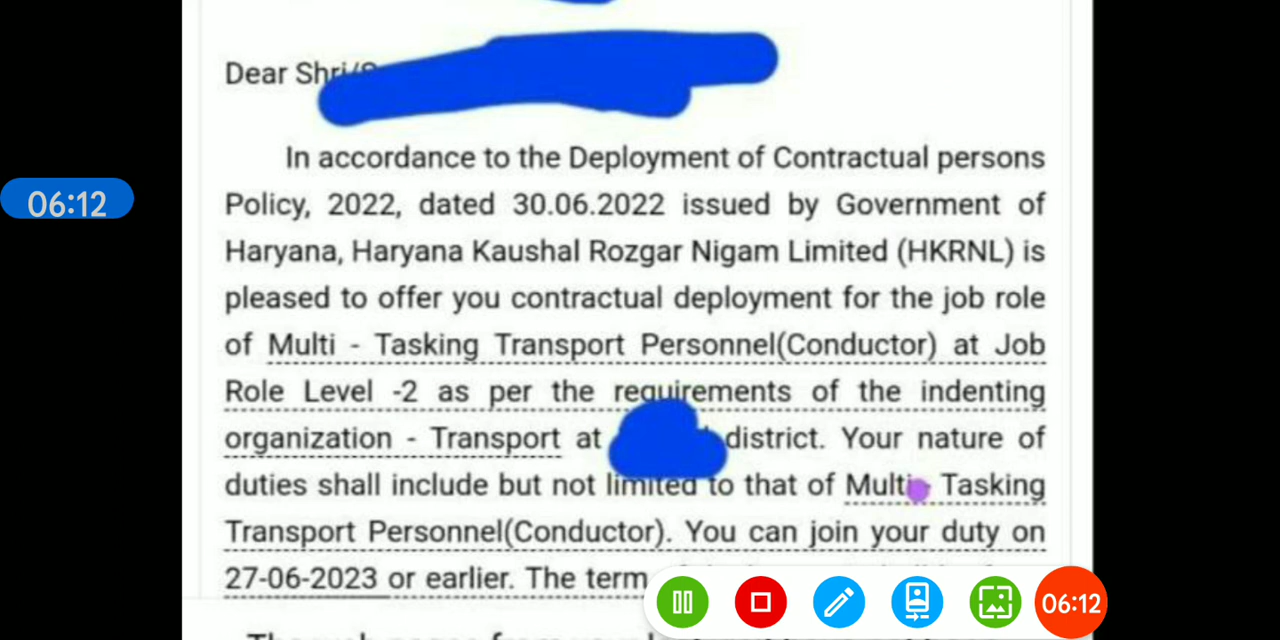 Dear Shri/S
In accordance to the Deployment of Contractual persons
Policy, 2022, dated 30.06.2022 issued by Government of
Haryana, Haryana Kaushal Rozgar Nigam Limited (HKRNL) is
pleased to offer you contractual deployment for the job role
of Multi - Tasking Transport Personnel(Conductor) at Job
06:12
Role Level -2 as per the requirements of the indenting
organization - Transport at district. Your nature of
duties shall include but not limited to that of Multi - Tasking
Transport Personnel(Conductor). You can join your duty on
27-06-2023 or earlier. The term
06:12